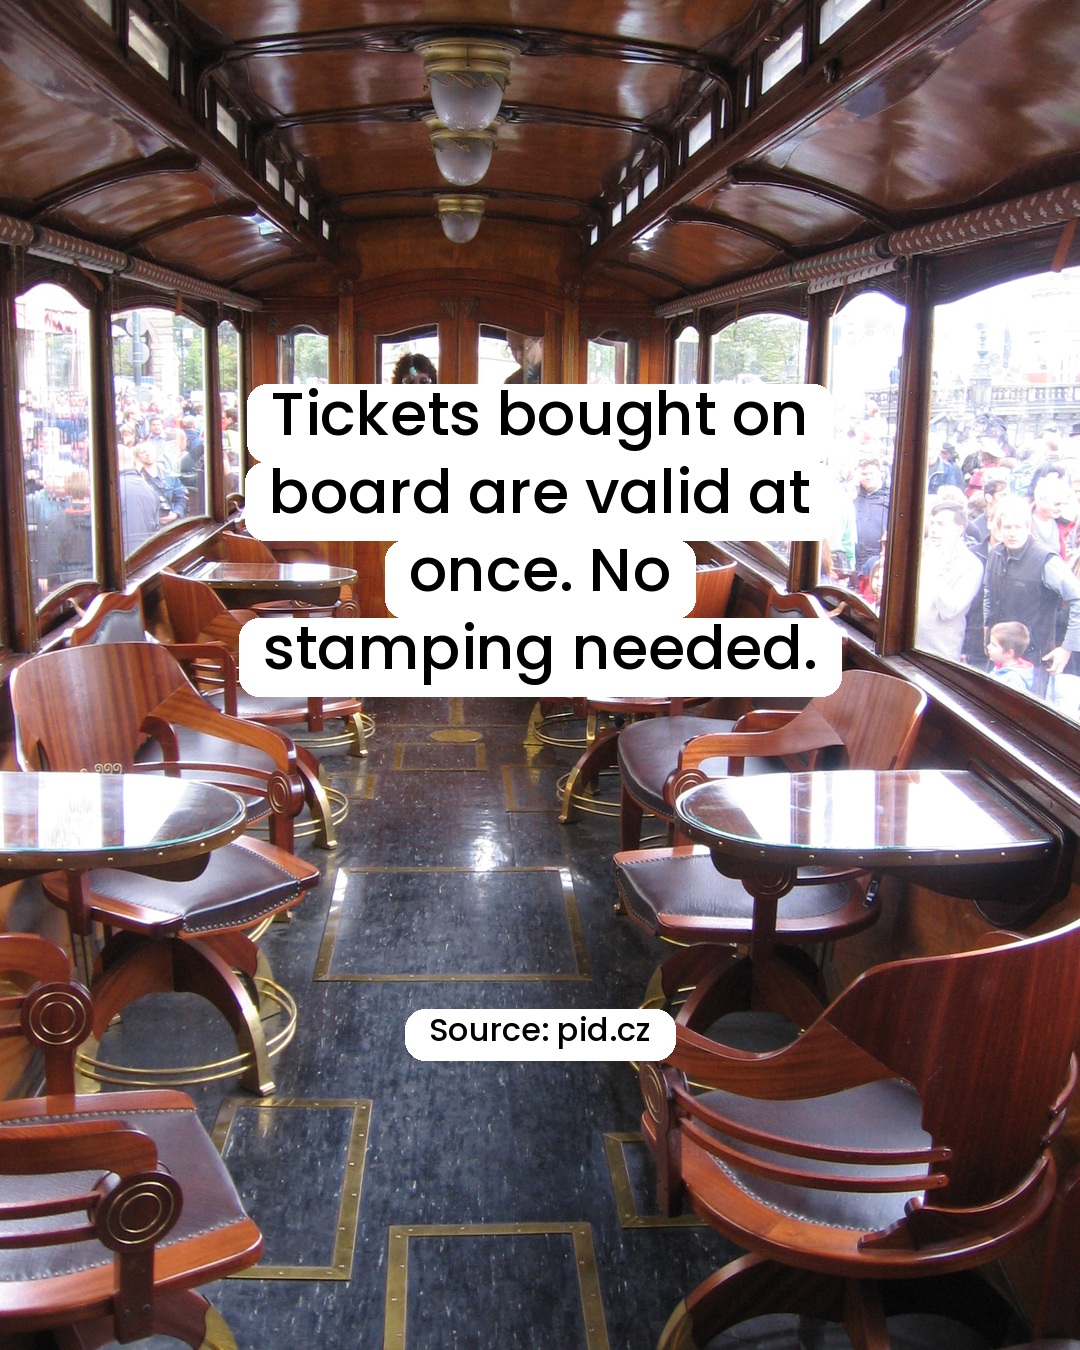 Tickets bought on
board are valid at
once. No
stamping needed.
Source: pid.cz